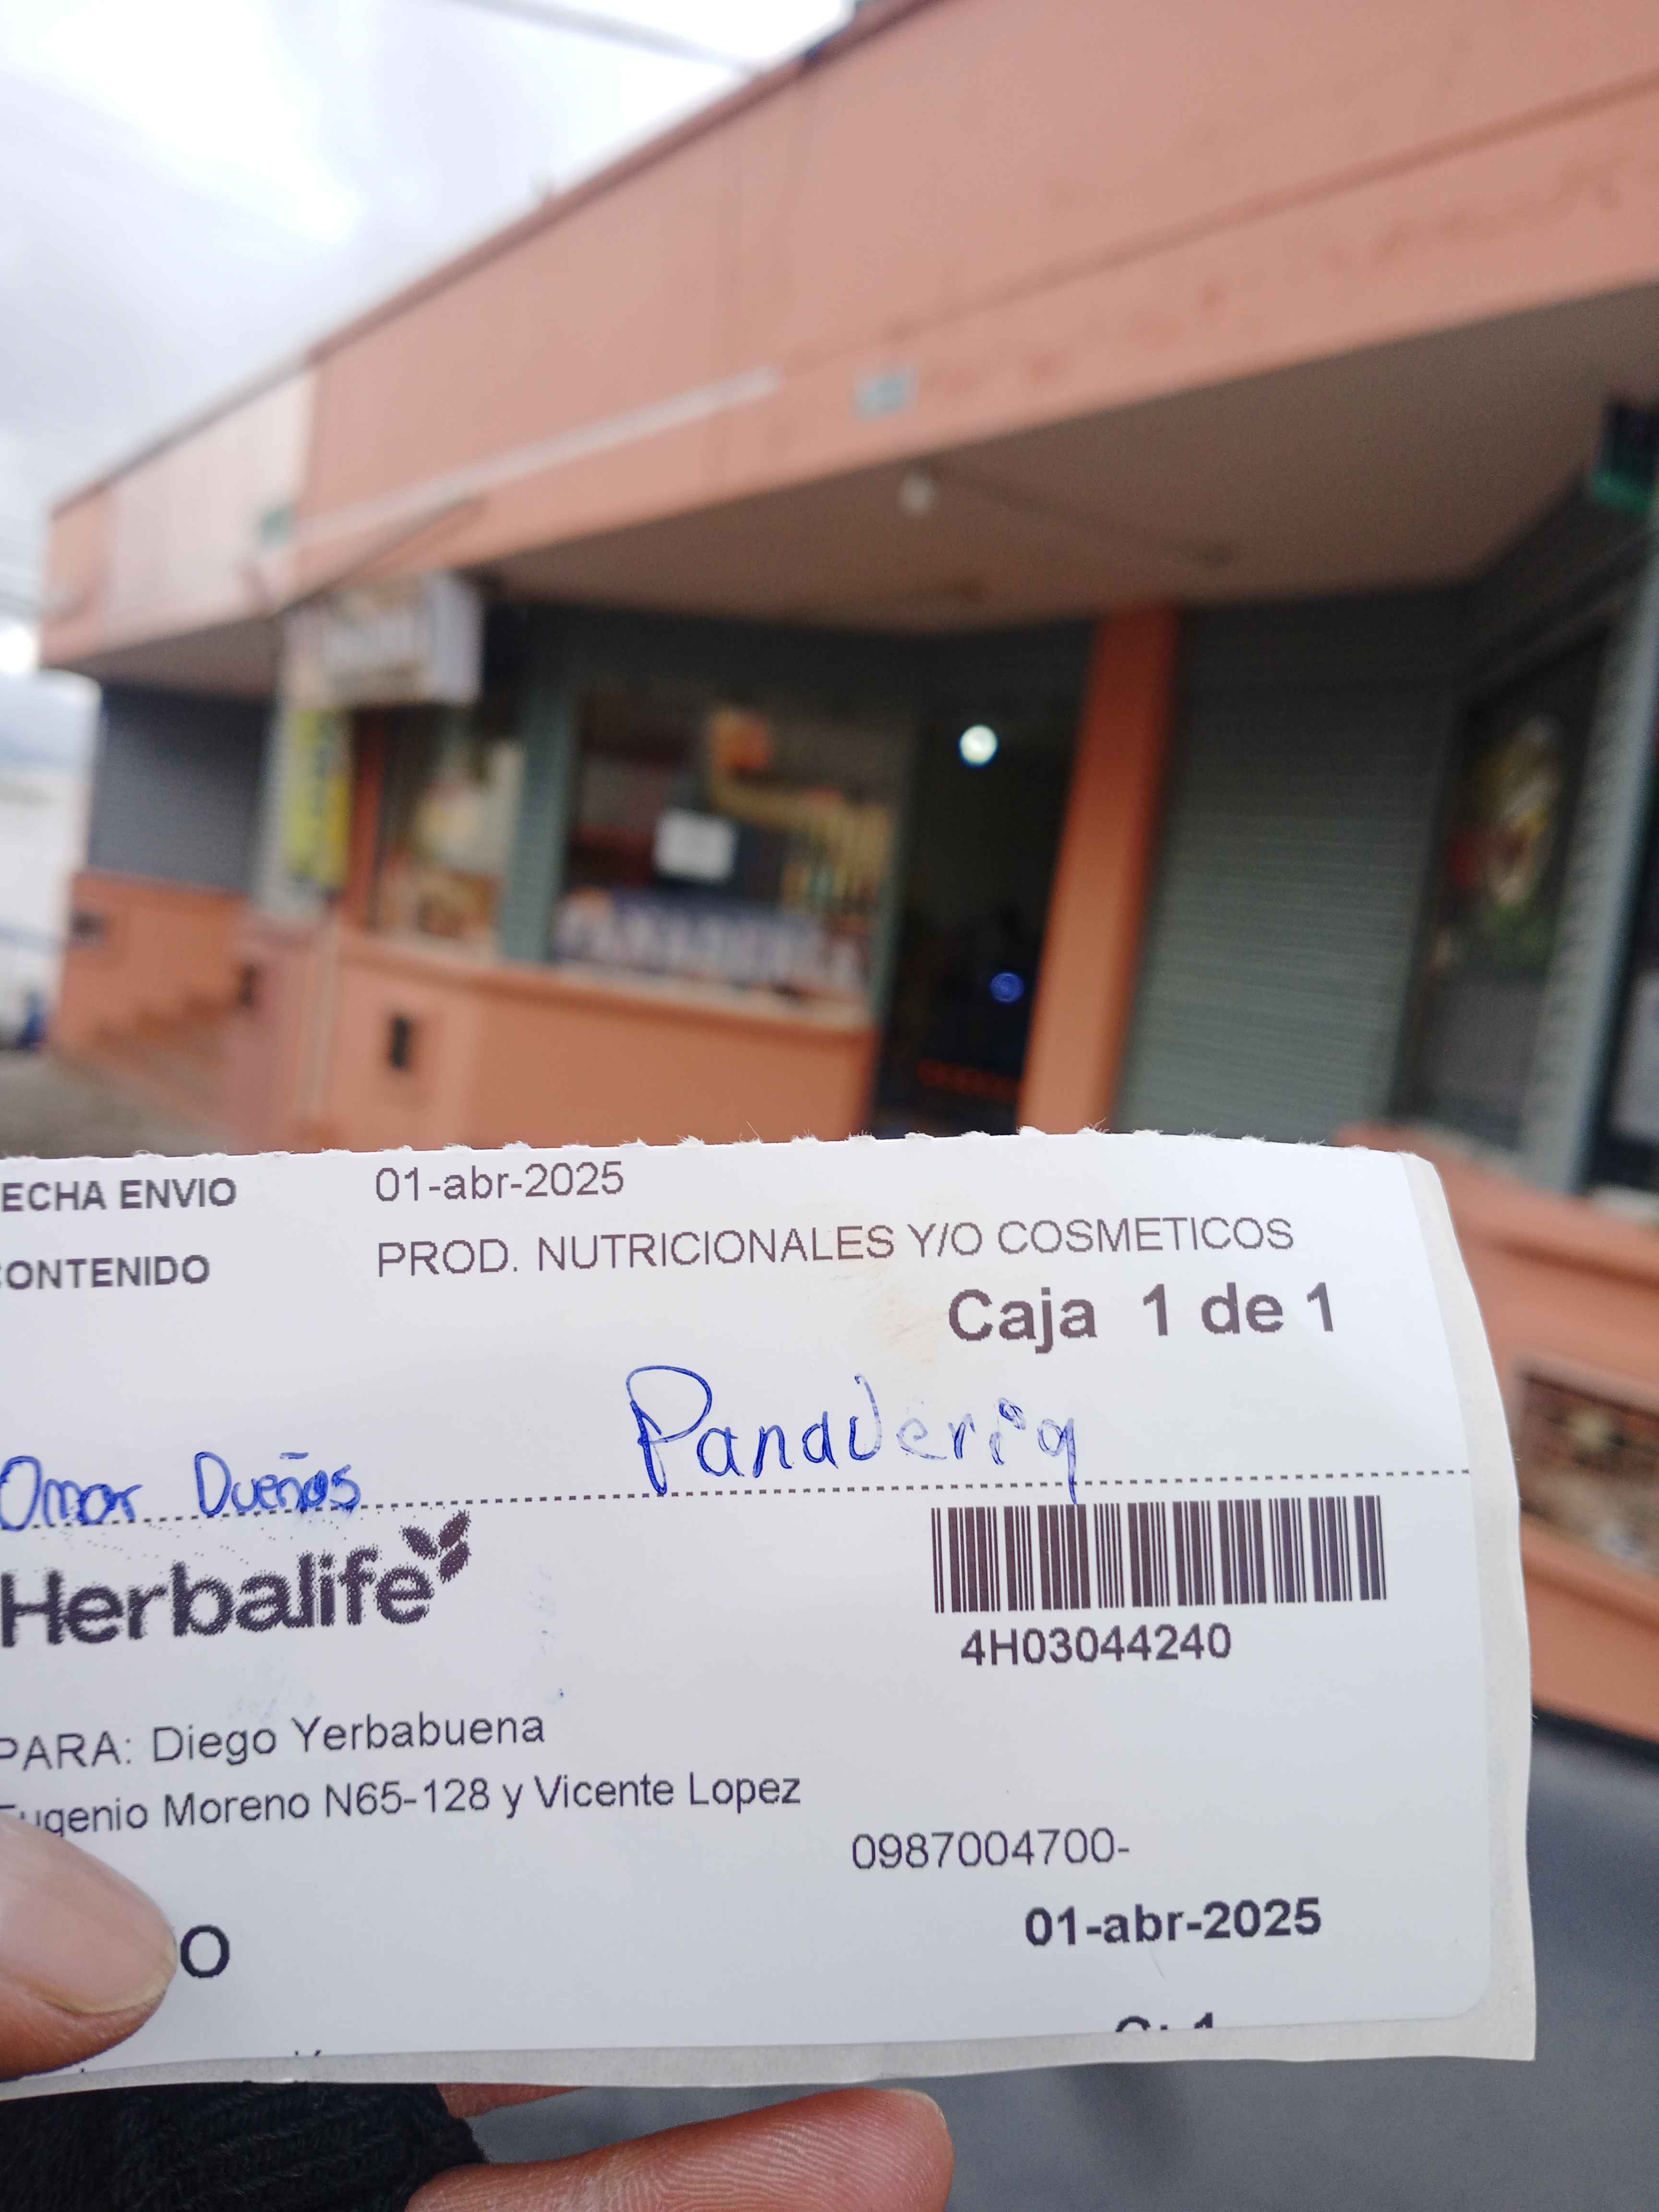 ECHA ENVIO 01-abr-2025
CONTENIDO PROD. NUTRICIONALES Y/O COSMETICOS
Caja 1 de 1
Panaderia
Omar Dueñas
Herbalife
4H03044240
PARA: Diego Yerbabuena
Eugenio Moreno N65-128 y Vicente Lopez
0987004700-
O
01-abr-2025
PANADERIA